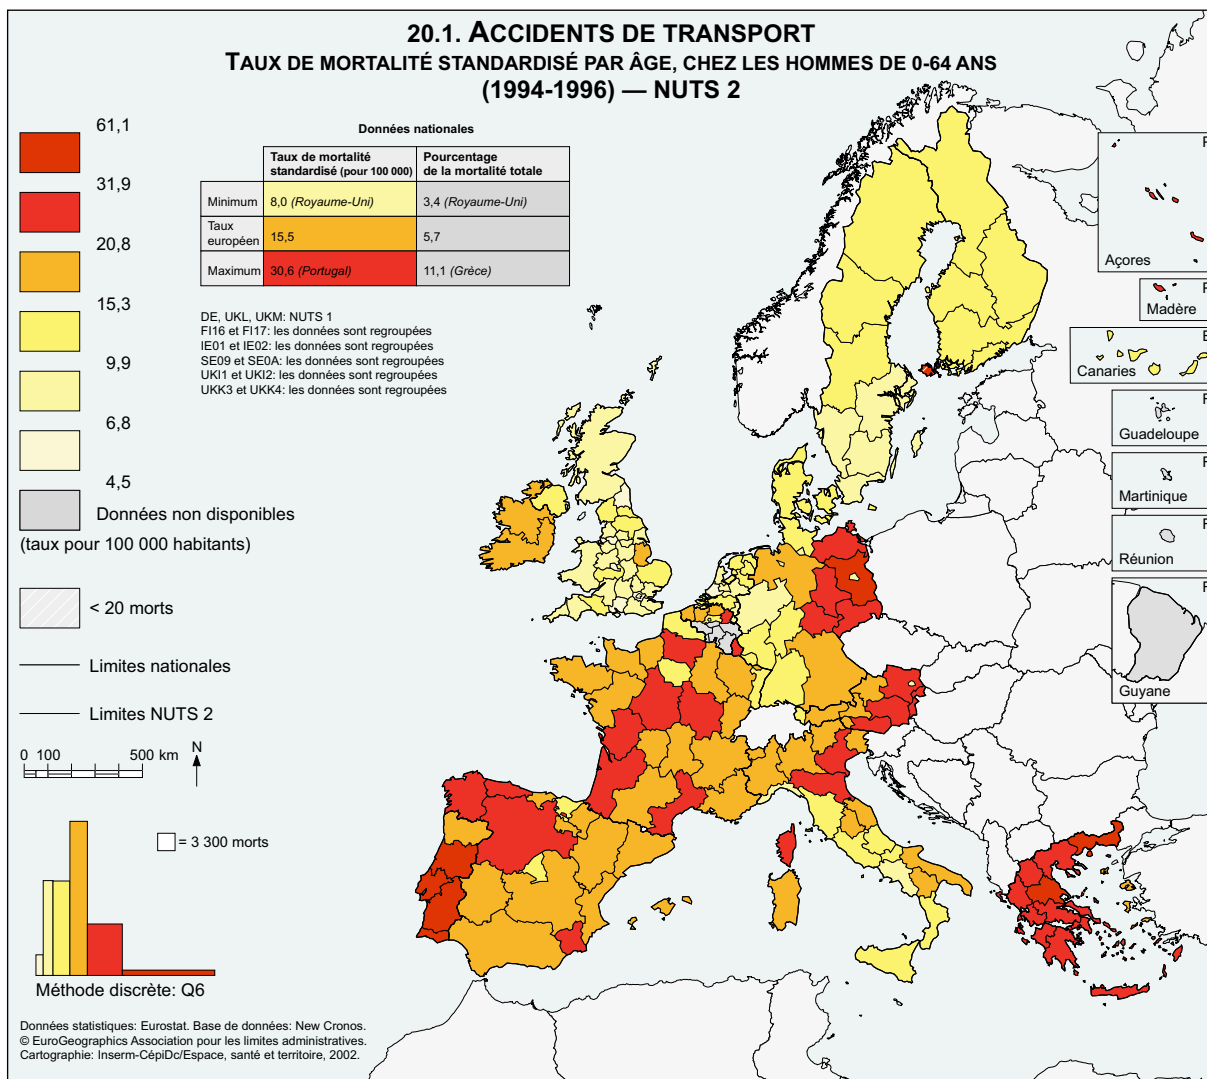 20.1. ACCIDENTS DE TRANSPORT
TAUX DE MORTALITÉ STANDARDISÉ PAR ÂGE, CHEZ LES HOMMES DE 0-64 ANS
(1994-1996) — NUTS 2
61,1
31,9
20,8
15,3
9,9
6,8
4,5
Données non disponibles
(taux pour 100 000 habitants)
< 20 morts
Limites nationales
Limites NUTS 2
0 100 500 km
N
= 3 300 morts
Méthode discrète: Q6
Données statistiques: Eurostat. Base de données: New Cronos.
© EuroGeographics Association pour les limites administratives.
Cartographie: Inserm-CépiDc/Espace, santé et territoire, 2002.
Données nationales
Taux de mortalité standardisé (pour 100 000) Pourcentage de la mortalité totale
Minimum 8,0 (Royaume-Uni) 3,4 (Royaume-Uni)
Taux européen 15,5 5,7
Maximum 30,6 (Portugal) 11,1 (Grèce)
DE, UKL, UKM: NUTS 1
FI16 et FI17: les données sont regroupées
IE01 et IE02: les données sont regroupées
SE09 et SE0A: les données sont regroupées
UKI1 et UKI2: les données sont regroupées
UKK3 et UKK4: les données sont regroupées
Açores
Madère
Canaries
Guadeloupe
Martinique
Réunion
Guyane